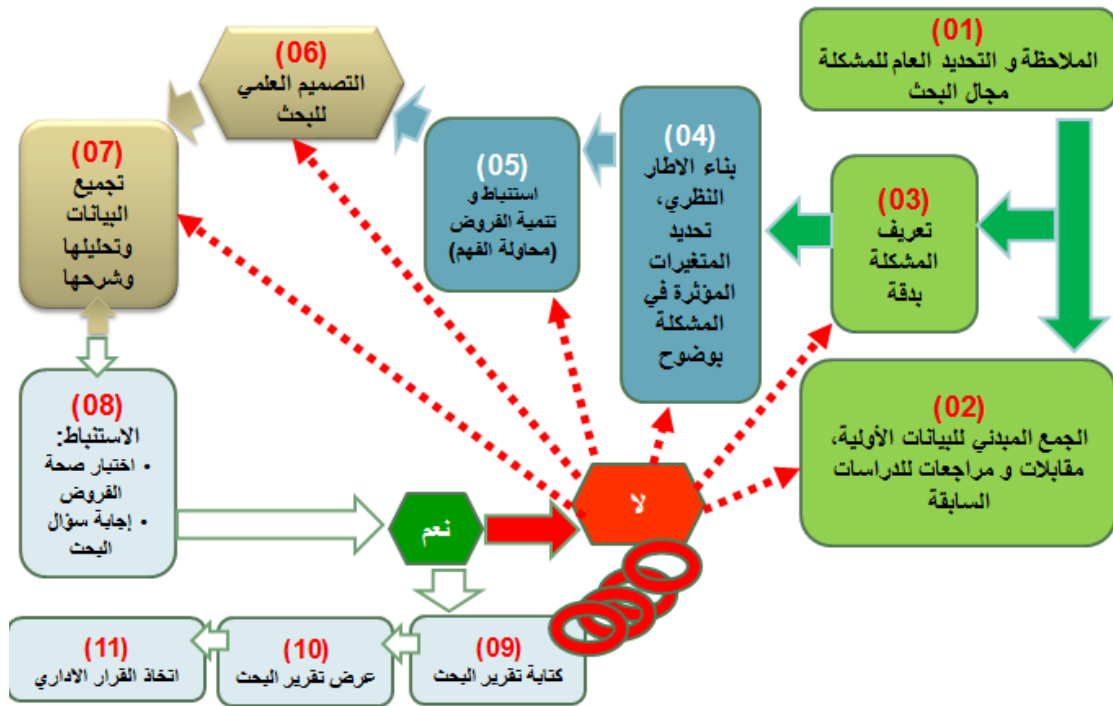 (01)
الملاحظة و التحديد العام للمشكلة
مجال البحث
(02)
الجمع المبدئي للبيانات الأولية،
مقابلات و مراجعات للدراسات
السابقة
(03)
تعريف
المشكلة
بدقة
(04)
بناء الاطار
النظري،
تحديد
المتغيرات
المؤثرة في
المشكلة
بوضوح
(05)
استنباط و
تنمية الفروض
(محاولة الفهم)
(06)
التصميم العلمي
للبحث
(07)
تجميع
البيانات
وتحليلها
وشرحها
(08)
الاستنباط:
• اختبار صحة
الفروض
• إجابة سؤال
البحث
نعم
لا
(09)
كتابة تقرير البحث
(10)
عرض تقرير البحث
(11)
اتخاذ القرار الاداري